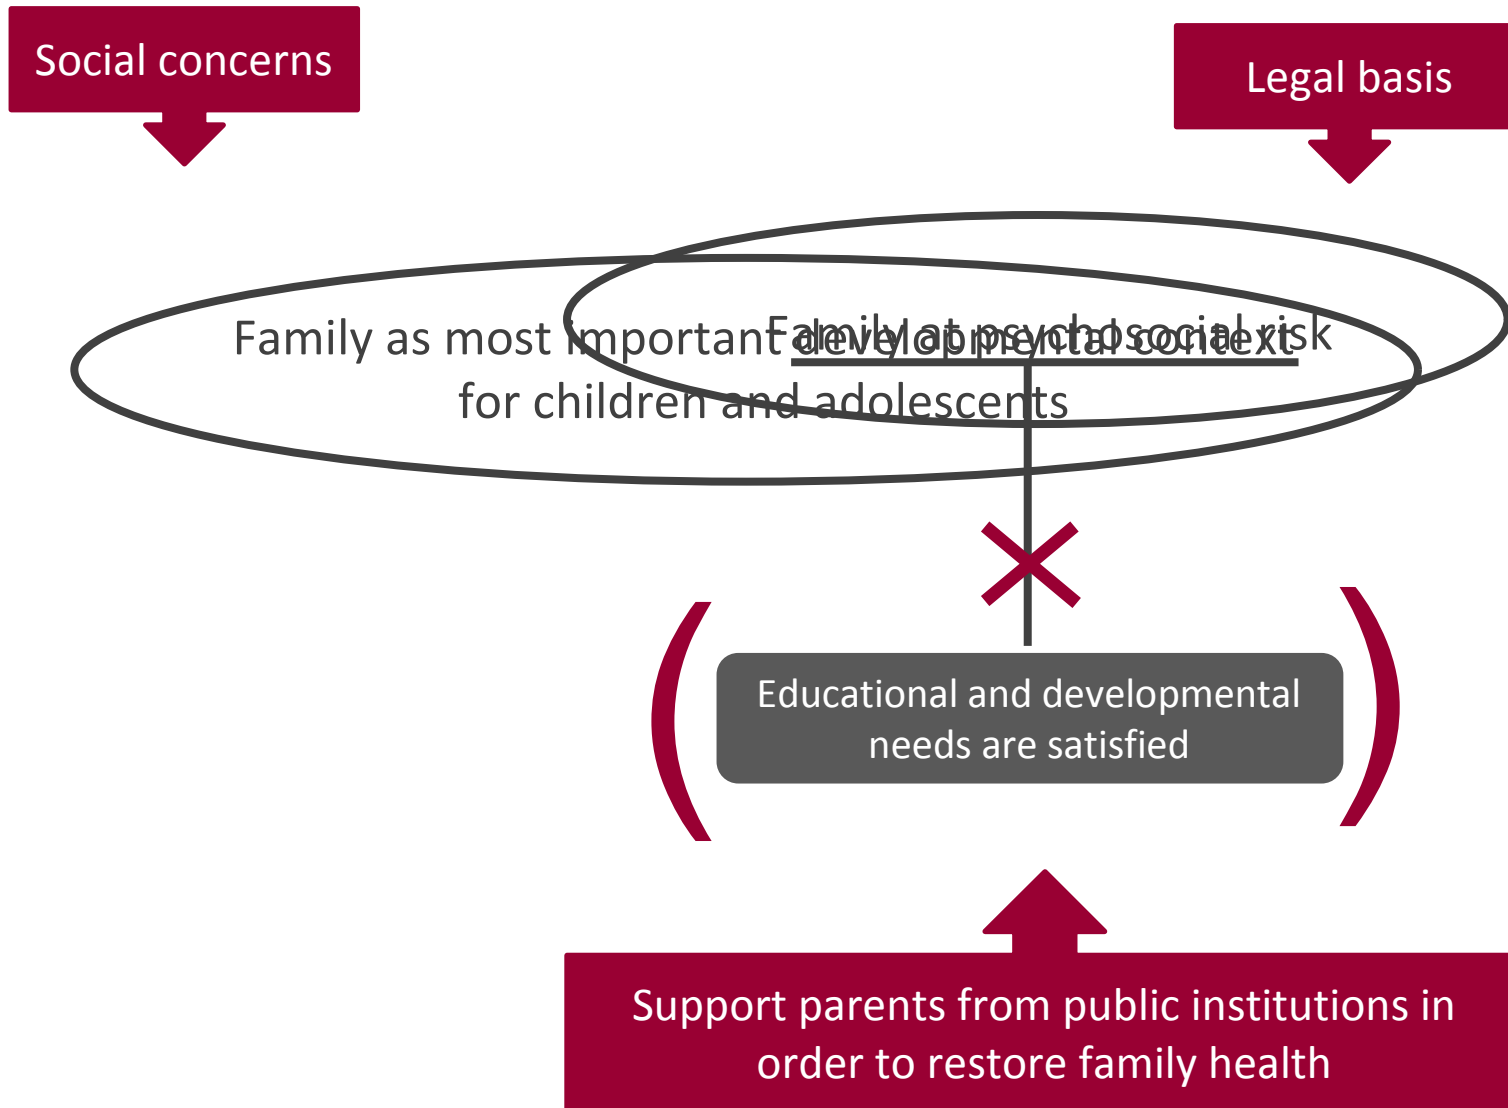 Social concerns
Legal basis
Family as most important developmental context
for children and adolescents
Family at psychosocial risk
Educational and developmental
needs are satisfied
Support parents from public institutions in
order to restore family health